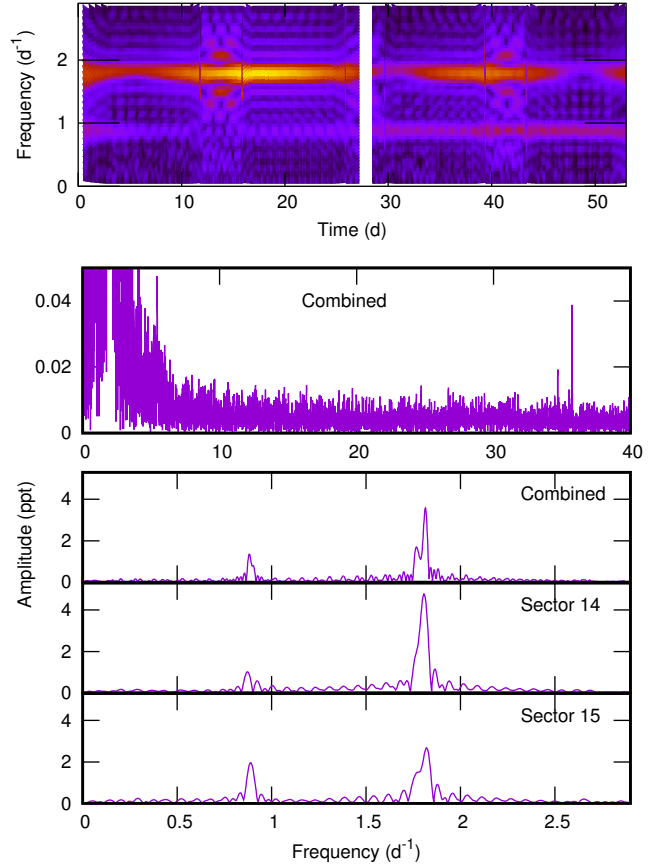 Frequency (d⁻¹)
2
1
0
0 10 20 30 40 50
Time (d)
Combined
0.04
0.02
0
0 10 20 30 40
Amplitude (ppt)
Combined
4
2
0
Sector 14
4
2
0
Sector 15
4
2
0
0 0.5 1 1.5 2 2.5
Frequency (d⁻¹)